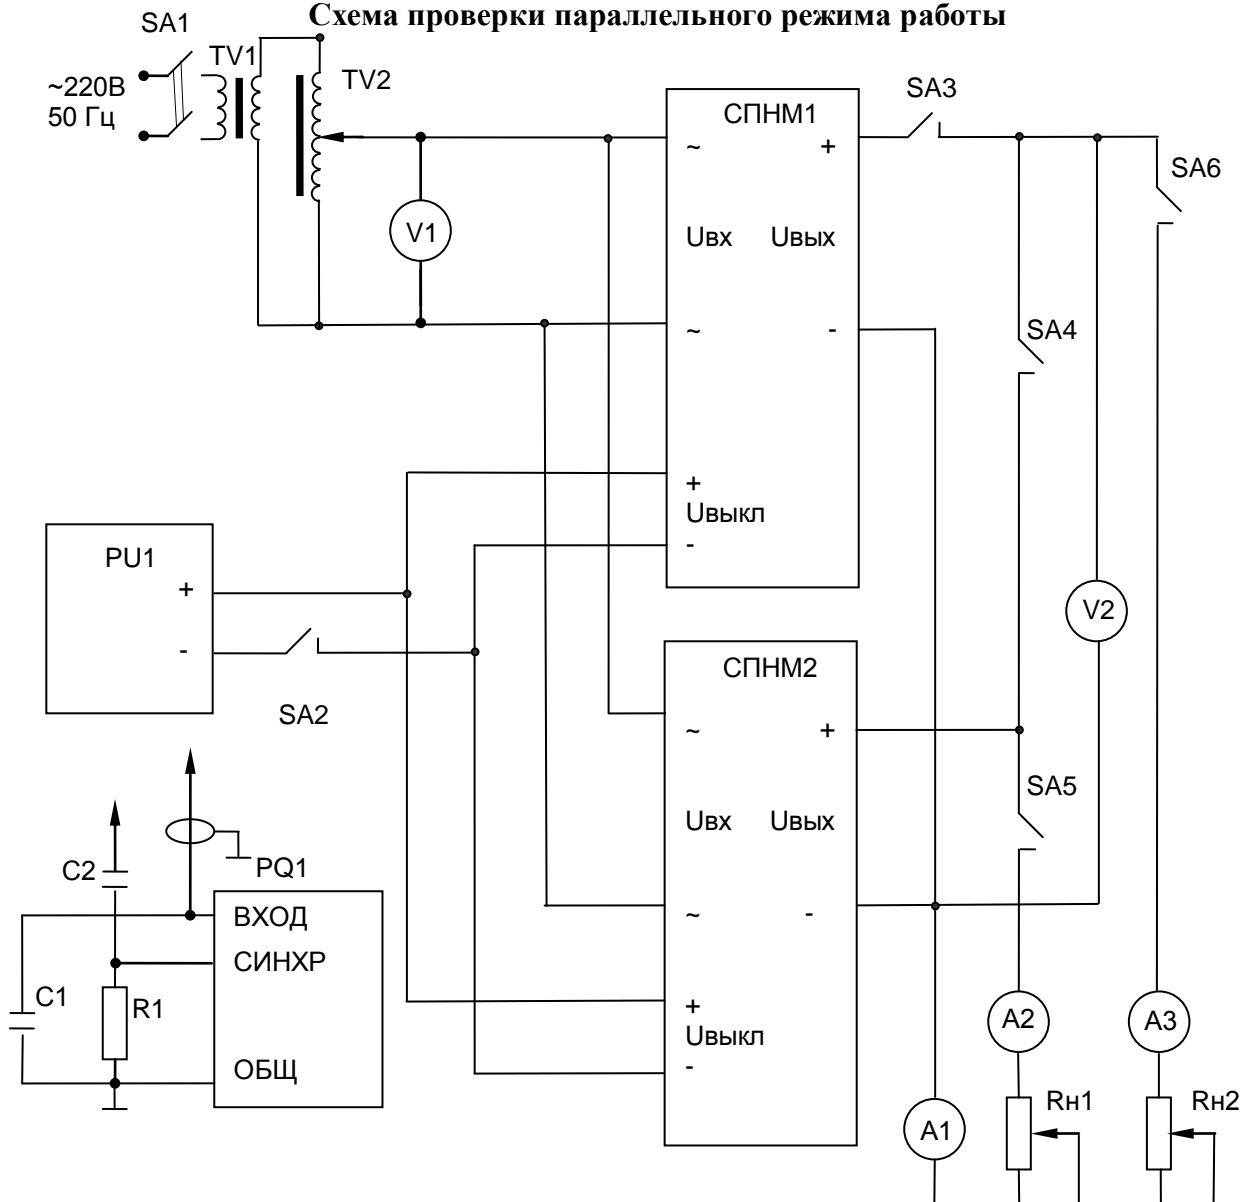 Схема проверки параллельного режима работы
SA1
TV1
TV2
~220В
50 Гц
V1
СПНМ1
~
+
Uвх
Uвых
~
-
+
Uвыкл
-
SA3
SA6
SA4
PU1
+
-
SA2
V2
СПНМ2
~
+
Uвх
Uвых
~
-
+
Uвыкл
-
SA5
C2
PQ1
ВХОД
СИНХР
ОБЩ
C1
R1
A2
A3
A1
Rн1
Rн2